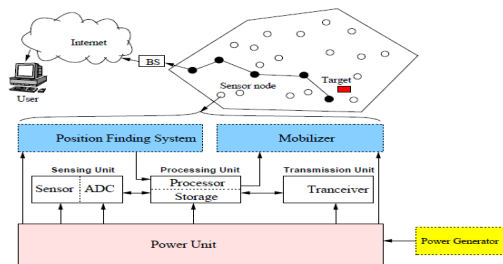 Internet
BS
User
Sensor node
Target
Position Finding System
Mobilizer
Sensing Unit
Processing Unit
Transmission Unit
Sensor
ADC
Processor
Storage
Tranceiver
Power Unit
Power Generator